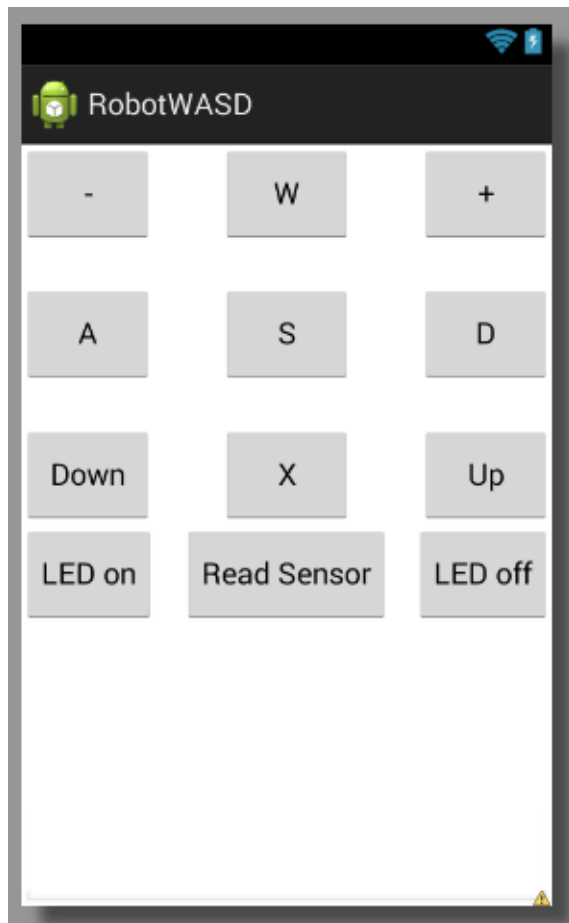 RobotWASD
- W +
A S D
Down X Up
LED on Read Sensor LED off